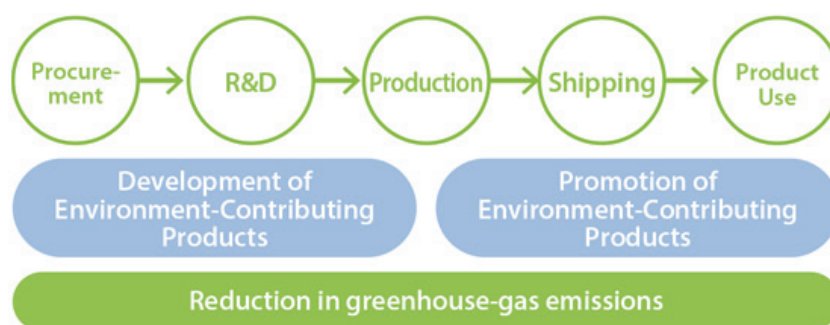 Procure-
ment
R&D
Production
Shipping
Product
Use
Development of
Environment-Contributing
Products
Promotion of
Environment-Contributing
Products
Reduction in greenhouse-gas emissions